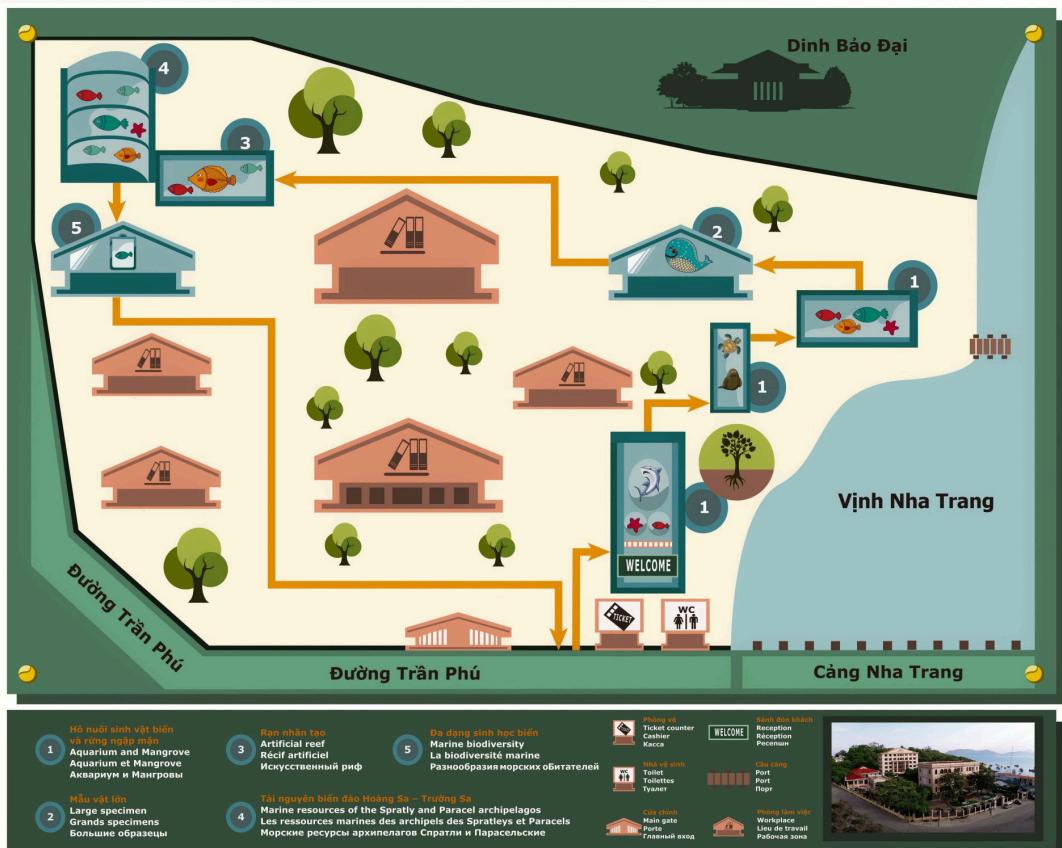 Dinh Bảo Đại
4
3
5
2
1
1
1
Vịnh Nha Trang
WELCOME
TICKET
WC
Đường Trần Phú
Đường Trần Phú
Cảng Nha Trang
1
Hồ nuôi sinh vật biển
và rừng ngập mặn
Aquarium and Mangrove
Aquarium et Mangrove
Аквариум и Мангровы
2
Mẫu vật lớn
Large specimen
Grands specimens
Большие образецы
3
Rạn nhân tạo
Artificial reef
Récif artificiel
Искусственный риф
4
Tài nguyên biển đảo Hoàng Sa – Trường Sa
Marine resources of the Spratly and Paracel archipelagos
Les ressources marines des archipels des Spratleys et Paracels
Морские ресурсы архипелагов Спратли и Парасельские
5
Đa dạng sinh học biển
Marine biodiversity
La biodiversité marine
Разнообразия морских обитателей
TICKET
Phòng vé
Ticket counter
Cashier
Касса
WC
Nhà vệ sinh
Toilet
Toilettes
Туалет
Cửa chính
Main gate
Porte
Главный вход
WELCOME
Sảnh đón khách
Reception
Réception
Ресепшн
Cầu cảng
Port
Port
Порт
Phòng làm việc
Workplace
Lieu de travail
Рабочая зона